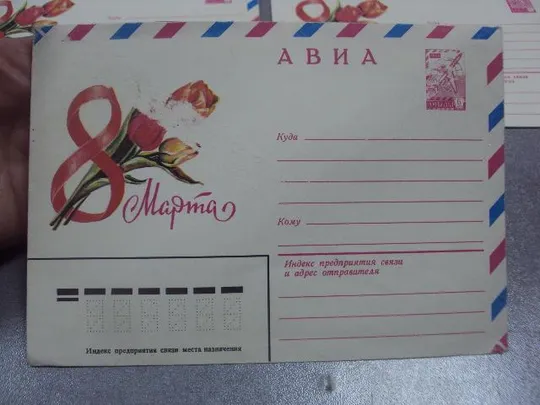 АВИА
8 Марта
Куда
Кому
Индекс предприятия связи
и адрес отправителя
Индекс предприятия связи места назначения